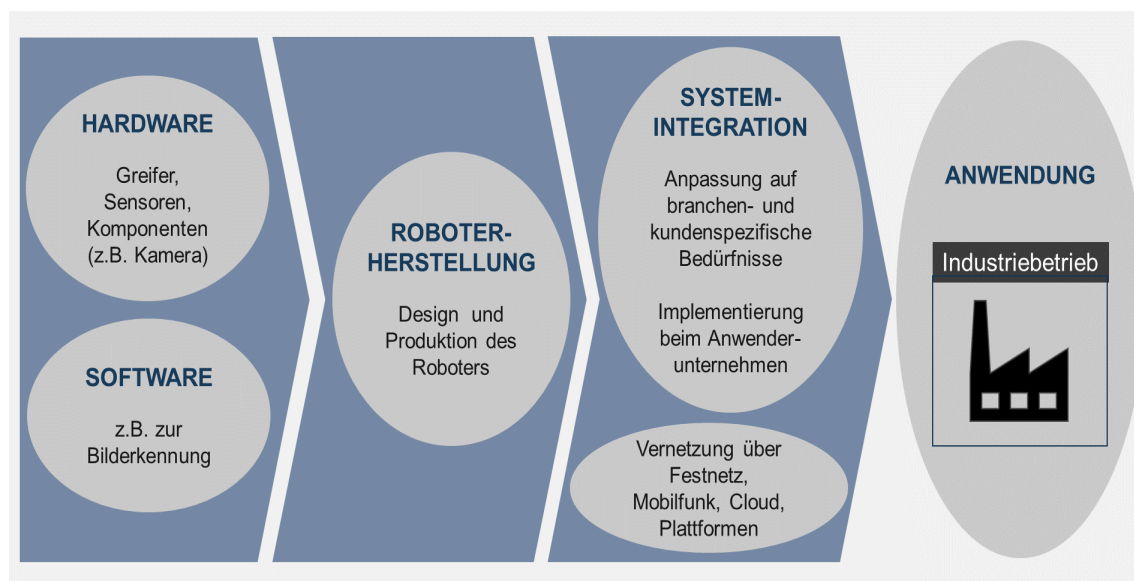 HARDWARE
Greifer,
Sensoren,
Komponenten
(z.B. Kamera)
SOFTWARE
z.B. zur
Bilderkennung
ROBOTER-
HERSTELLUNG
Design und
Produktion des
Roboters
SYSTEM-
INTEGRATION
Anpassung auf
branchen- und
kundenspezifische
Bedürfnisse
Implementierung
beim Anwender-
unternehmen
Vernetzung über
Festnetz,
Mobilfunk, Cloud,
Plattformen
ANWENDUNG
Industriebetrieb